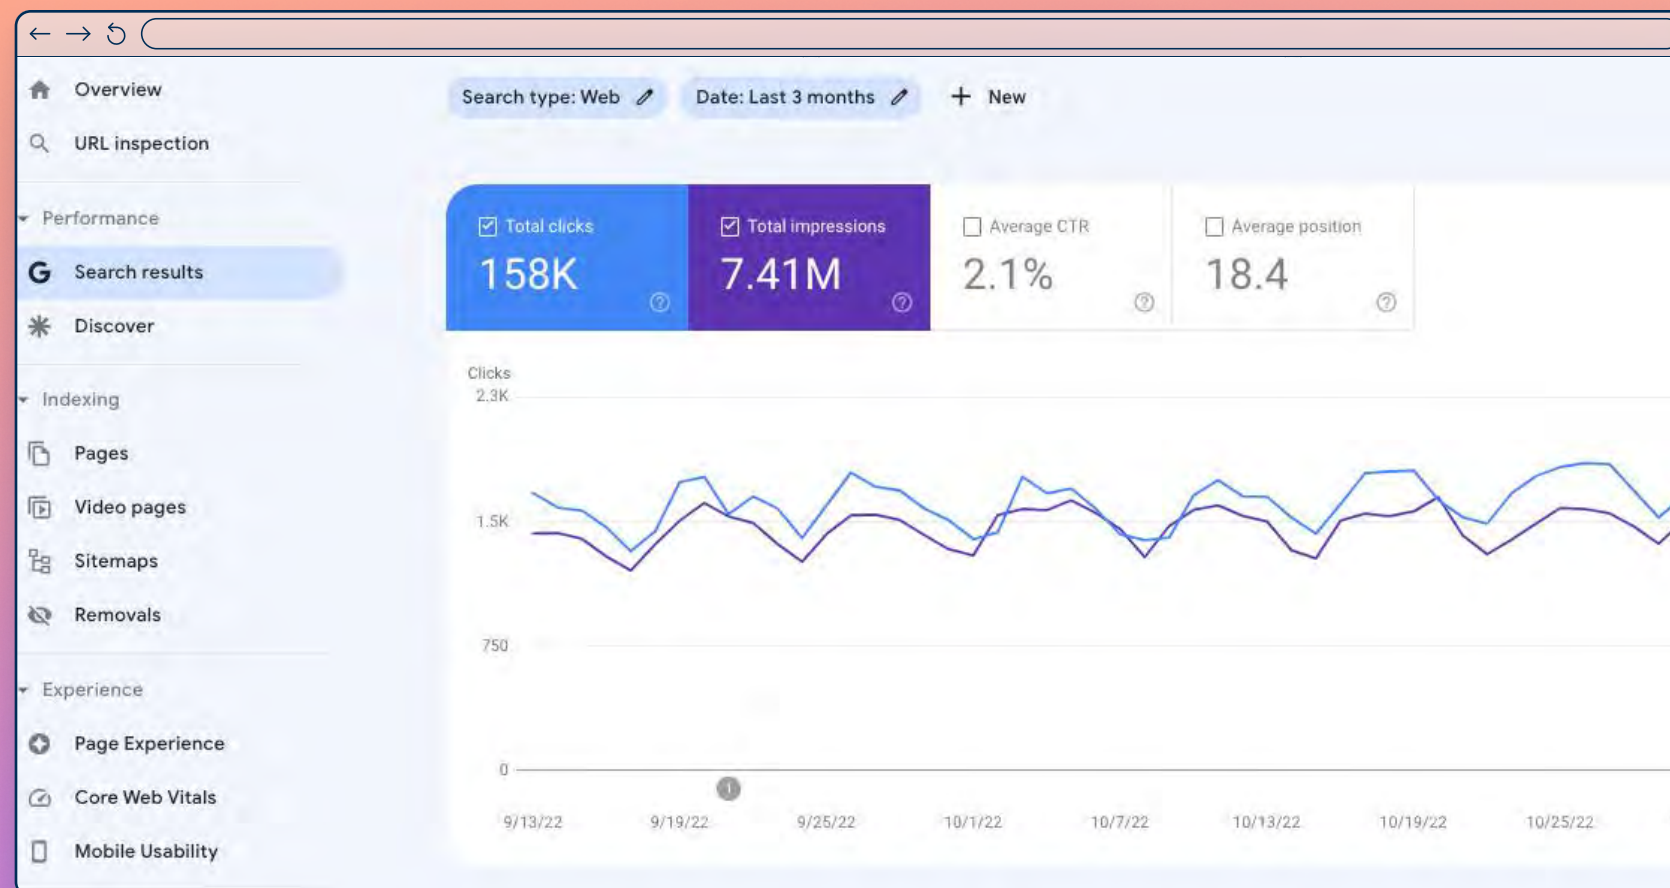 Overview
URL inspection
Performance
Search results
Discover
Indexing
Pages
Video pages
Sitemaps
Removals
Experience
Page Experience
Core Web Vitals
Mobile Usability
Search type: Web
Date: Last 3 months
+ New
Total clicks
158K
Total impressions
7.41M
Average CTR
2.1%
Average position
18.4
Clicks
2.3K
1.5K
750
0
1
9/13/22 9/19/22 9/25/22 10/1/22 10/7/22 10/13/22 10/19/22 10/25/22